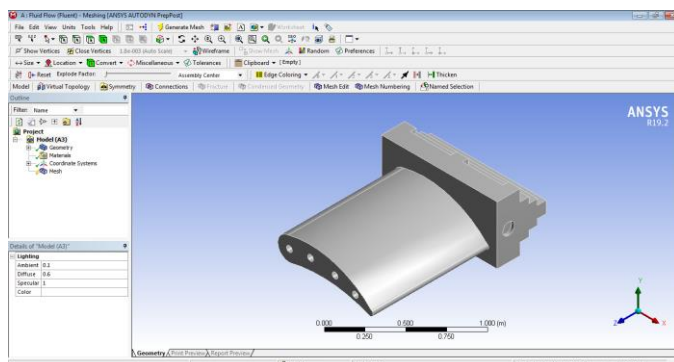 A : Fluid Flow (Fluent) - Meshing [ANSYS AUTODYN PrepPost]
File Edit View Units Tools Help Generate Mesh Worksheet
Show Vertices Close Vertices 1.8e-003 (Auto Scale) Wireframe Show Mesh Random Preferences
Size Location Convert Miscellaneous Tolerances Clipboard [Empty]
Reset Explode Factor: Assembly Center Edge Coloring Thicken
Model Virtual Topology Symmetry Connections Fracture Condensed Geometry Mesh Edit Mesh Numbering Named Selection
Outline
Filter: Name
Project
Model (A3)
Geometry
Materials
Coordinate Systems
Mesh
ANSYS
R19.2
Details of "Model (A3)"
Lighting
Ambient 0.1
Diffuse 0.6
Specular 1
Color
0.000 0.500 1.000 (m)
0.250 0.750
Y
Z X
Geometry Print Preview Report Preview